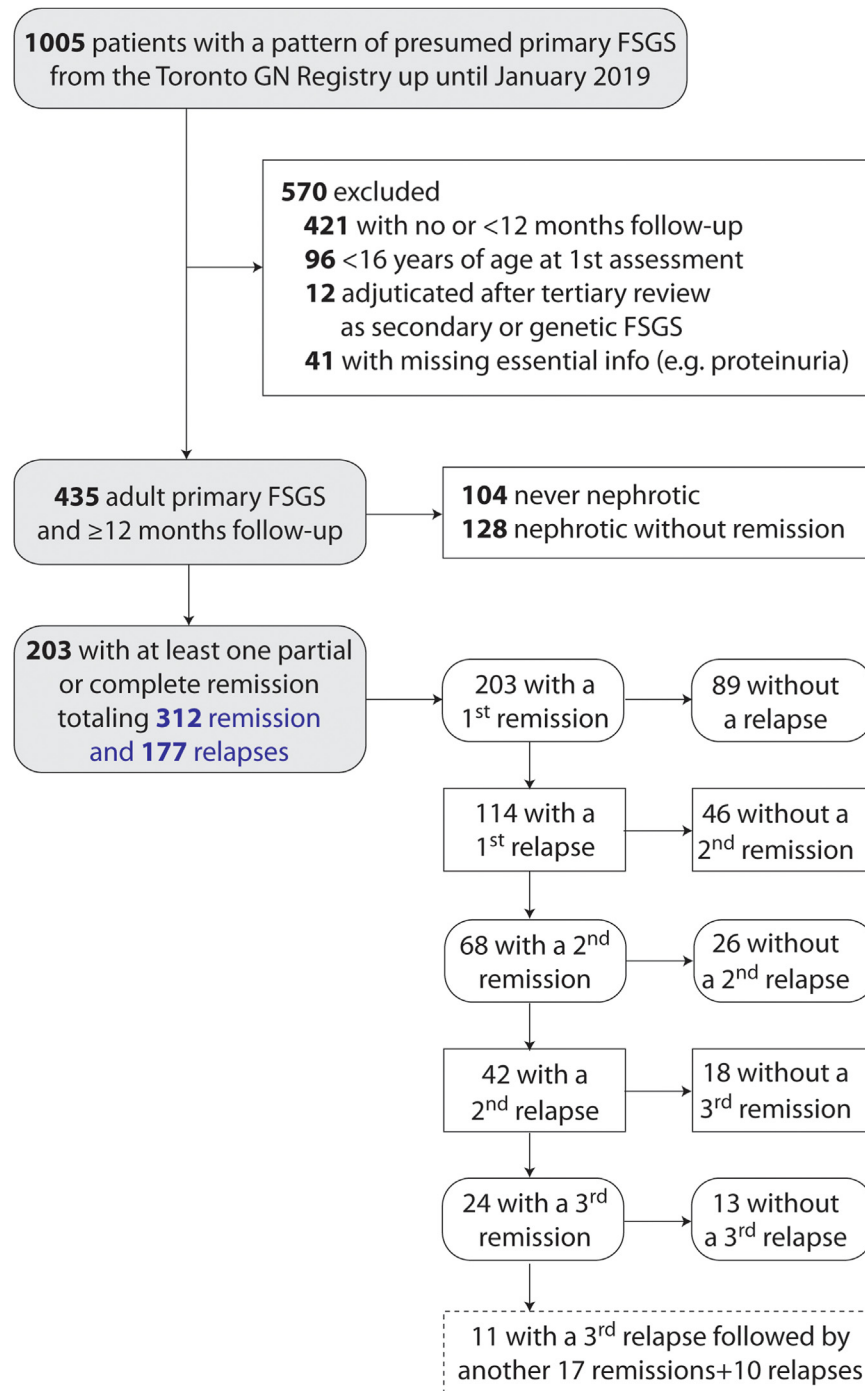 1005 patients with a pattern of presumed primary FSGS
from the Toronto GN Registry up until January 2019
570 excluded
421 with no or <12 months follow-up
96 <16 years of age at 1st assessment
12 adjuticated after tertiary review
as secondary or genetic FSGS
41 with missing essential info (e.g. proteinuria)
435 adult primary FSGS
and ≥12 months follow-up
104 never nephrotic
128 nephrotic without remission
203 with at least one partial
or complete remission
totaling 312 remission
and 177 relapses
203 with a
1st remission
89 without
a relapse
114 with a
1st relapse
46 without a
2nd remission
68 with a 2nd
remission
26 without
a 2nd relapse
42 with a
2nd relapse
18 without a
3rd remission
24 with a 3rd
remission
13 without
a 3rd relapse
11 with a 3rd relapse followed by
another 17 remissions+10 relapses